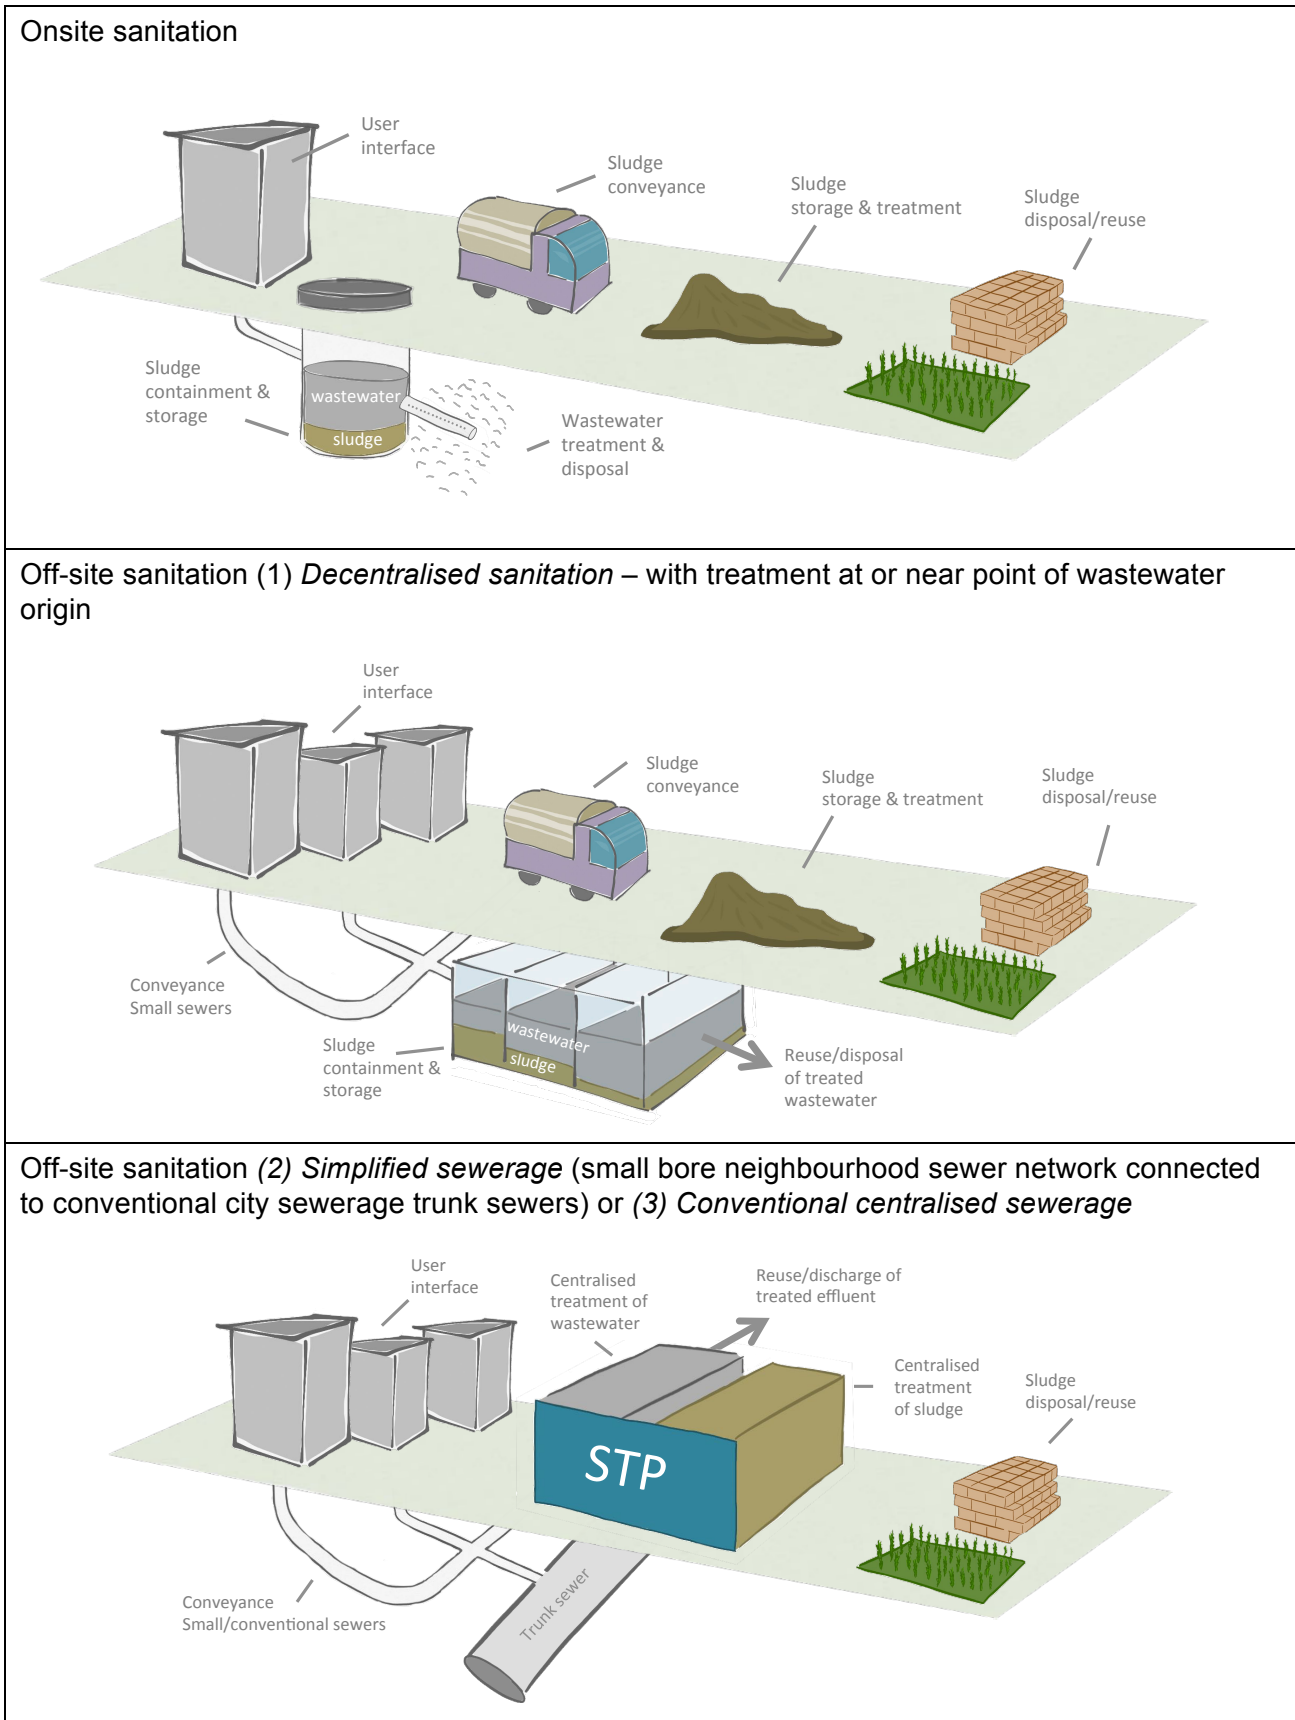 Onsite sanitation
User
interface
Sludge
conveyance
Sludge
storage & treatment
Sludge
disposal/reuse
Sludge
containment &
storage
wastewater
sludge
Wastewater
treatment &
disposal
Off-site sanitation (1) Decentralised sanitation – with treatment at or near point of wastewater
origin
User
interface
Sludge
conveyance
Sludge
storage & treatment
Sludge
disposal/reuse
Conveyance
Small sewers
Sludge
containment &
storage
wastewater
sludge
Reuse/disposal
of treated
wastewater
Off-site sanitation (2) Simplified sewerage (small bore neighbourhood sewer network connected
to conventional city sewerage trunk sewers) or (3) Conventional centralised sewerage
User
interface
Centralised
treatment of
wastewater
Reuse/discharge of
treated effluent
Centralised
treatment
of sludge
Sludge
disposal/reuse
STP
Conveyance
Small/conventional sewers
Trunk sewer